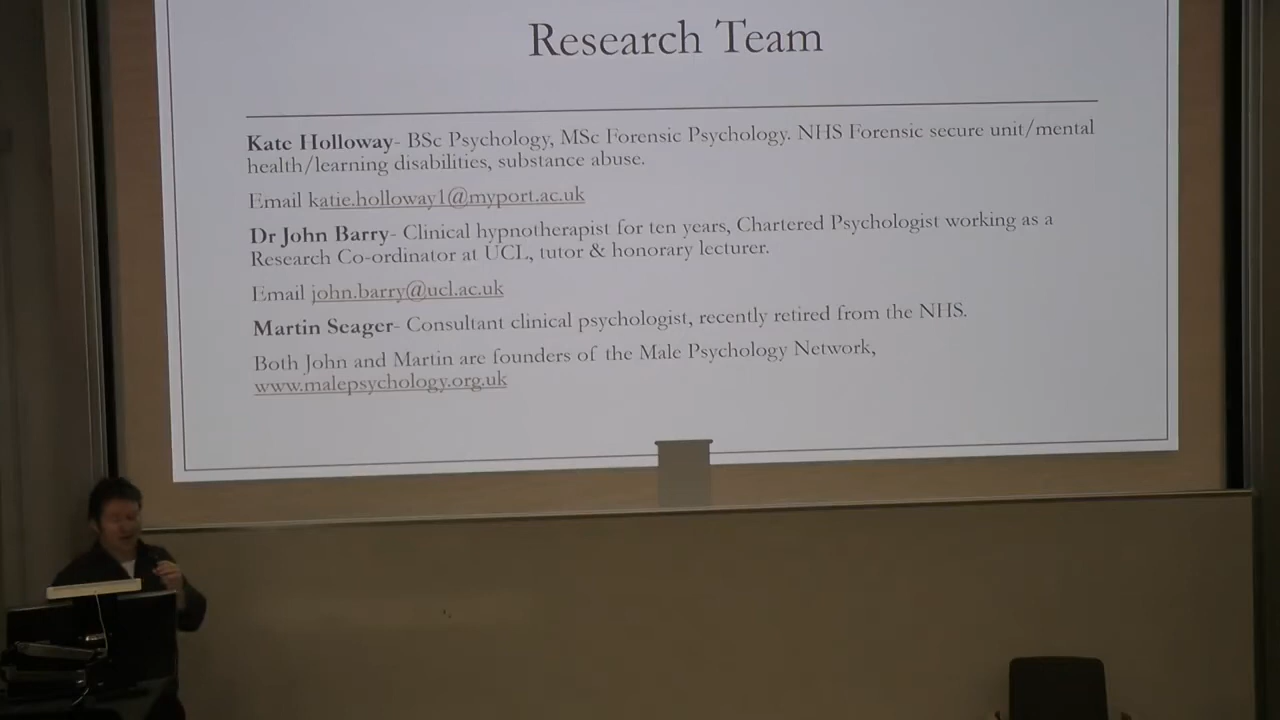 Research Team
Kate Holloway- BSc Psychology, MSc Forensic Psychology. NHS Forensic secure unit/mental
health/learning disabilities, substance abuse.
Email katie.holloway1@myport.ac.uk
Dr John Barry- Clinical hypnotherapist for ten years, Chartered Psychologist working as a
Research Co-ordinator at UCL, tutor & honorary lecturer.
Email john.barry@ucl.ac.uk
Martin Seager- Consultant clinical psychologist, recently retired from the NHS.
Both John and Martin are founders of the Male Psychology Network,
www.malepsychology.org.uk